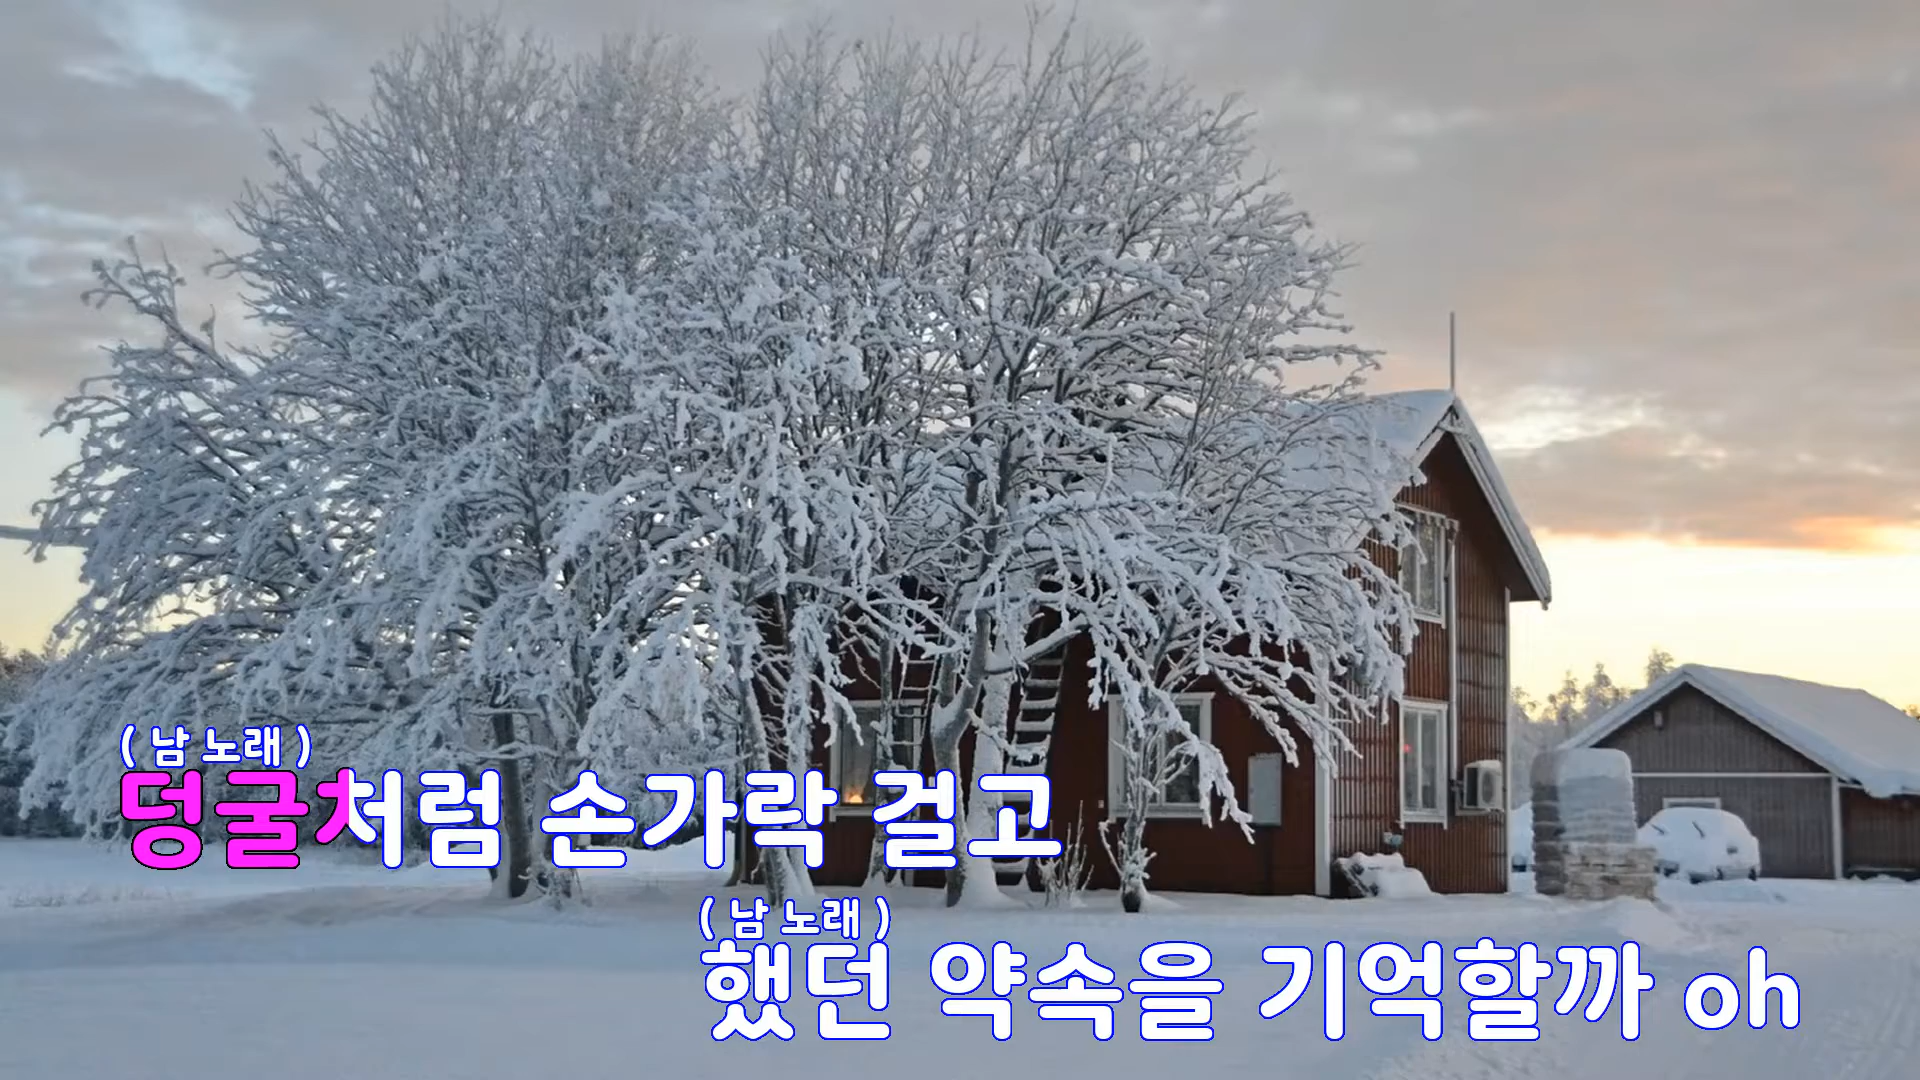 ( 남 노래 )
덩굴처럼 손가락 걸고
( 남 노래 )
했던 약속을 기억할까 oh